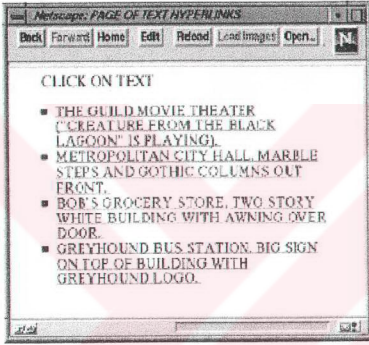 Netscape: PAGE OF TEXT HYPERLINKS
Back Forward Home Edit Reload Load Images Open... N
CLICK ON TEXT
THE GUILD MOVIE THEATER
("CREATURE FROM THE BLACK
LAGOON" IS PLAYING).
METROPOLITAN CITY HALL, MARBLE
STEPS AND GOTHIC COLUMNS OUT
FRONT.
BOB'S GROCERY STORE, TWO STORY
WHITE BUILDING WITH AWNING OVER
DOOR.
GREYHOUND BUS STATION, BIG SIGN
ON TOP OF BUILDING WITH
GREYHOUND LOGO.